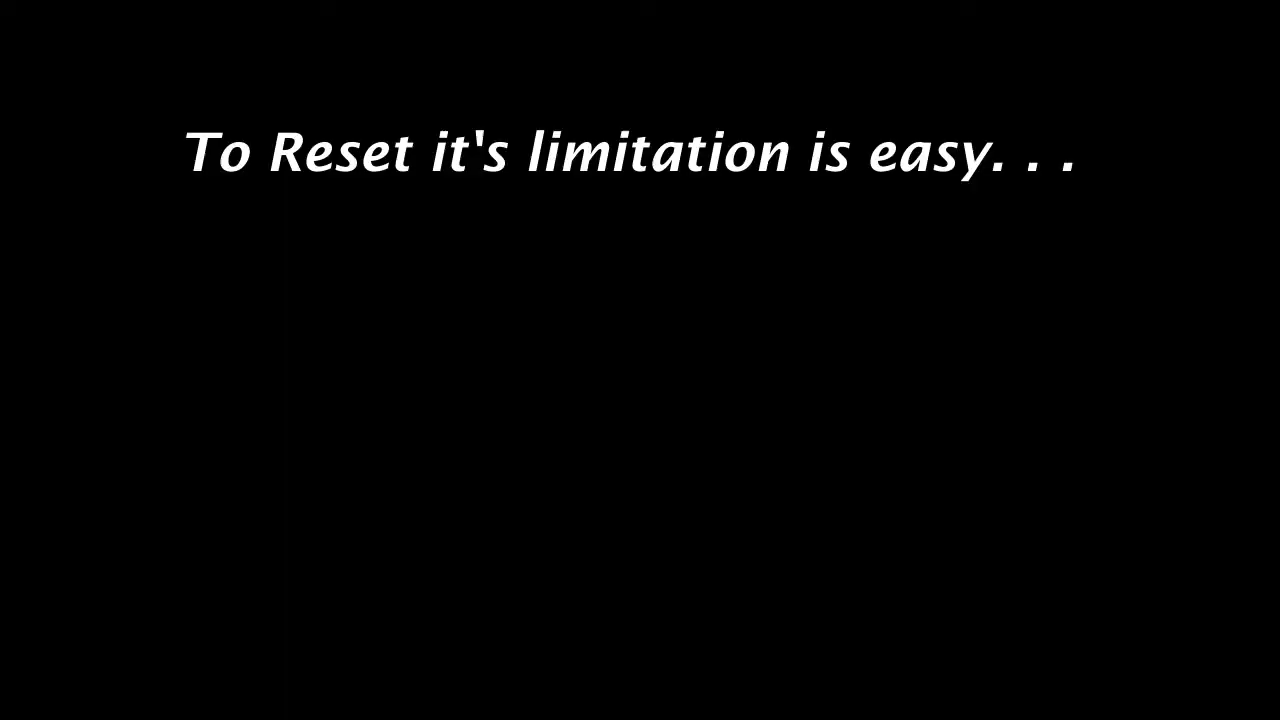 To Reset it's limitation is easy. . .